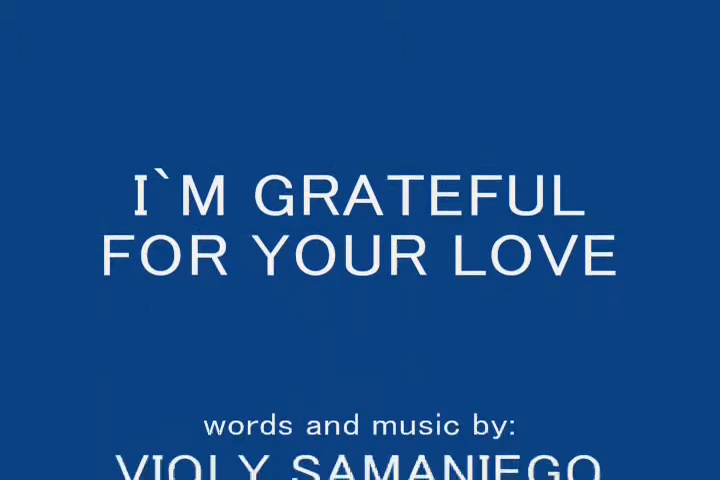 I`M GRATEFUL
FOR YOUR LOVE
words and music by:
VIOLY SAMANIEGO